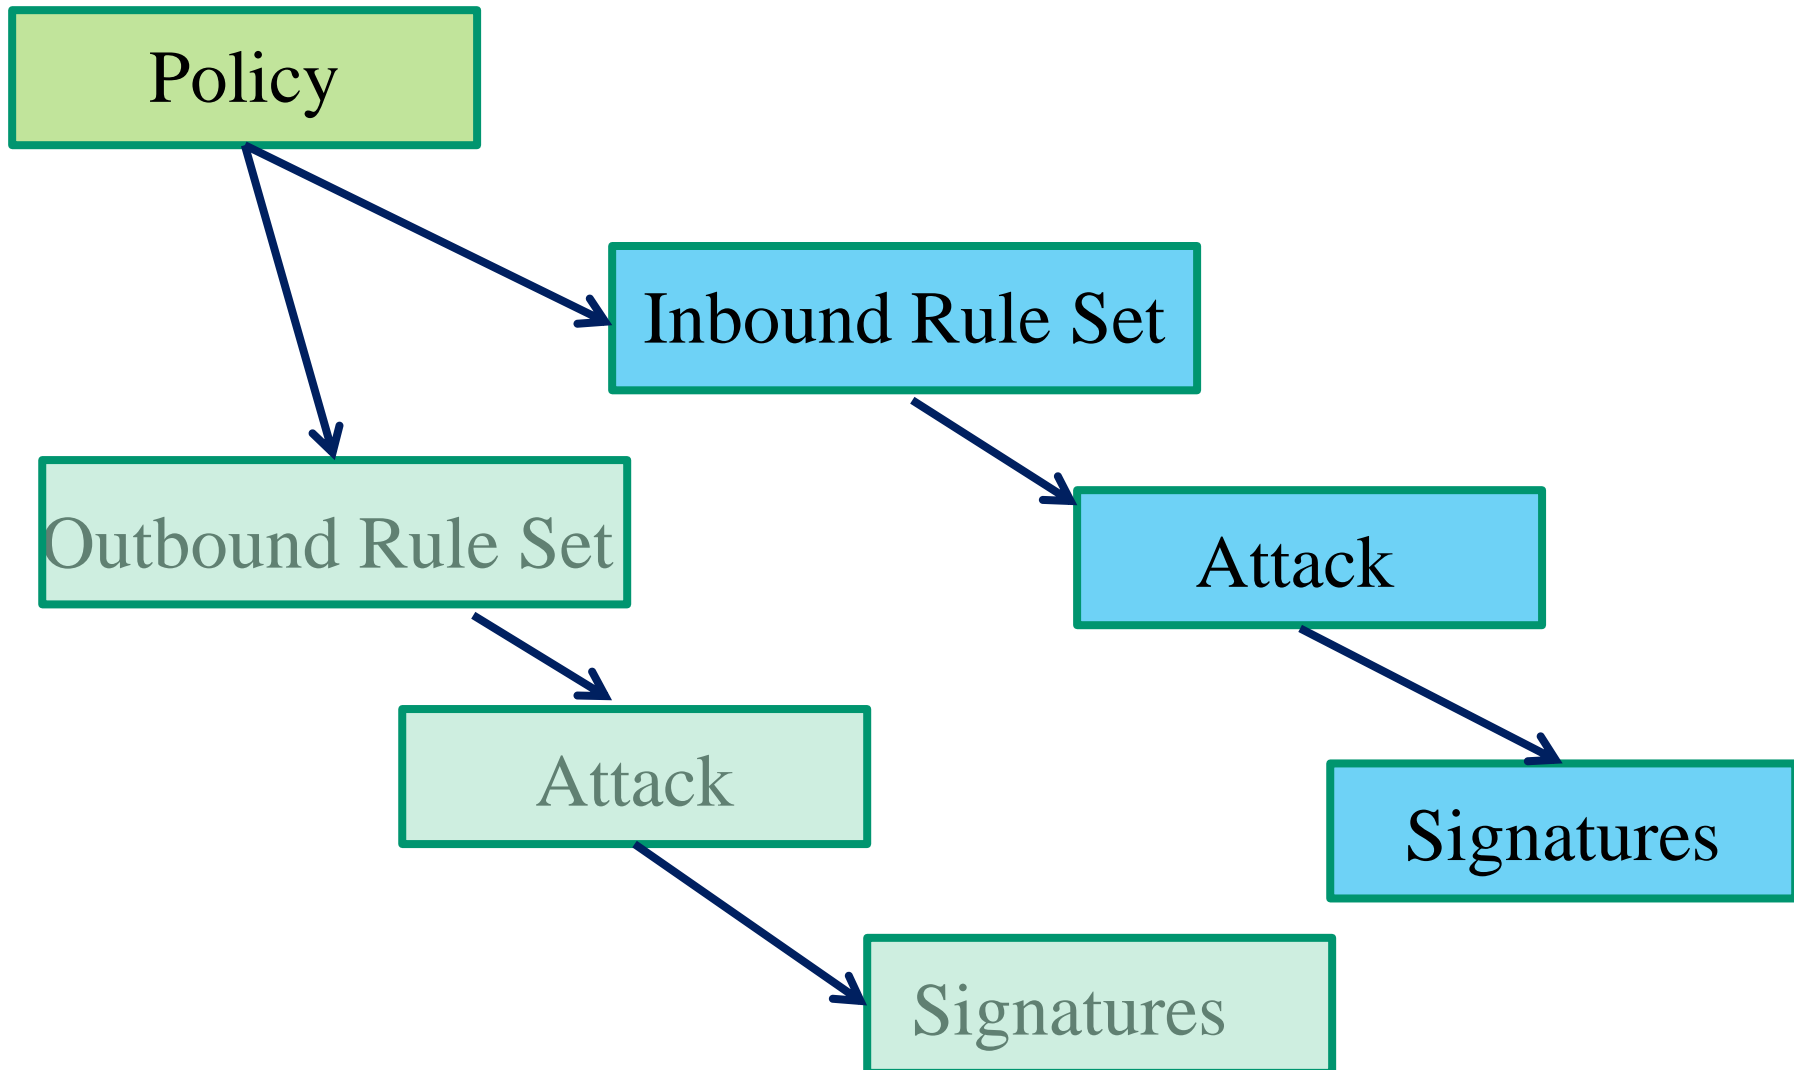 Policy
Inbound Rule Set
Outbound Rule Set
Attack
Attack
Signatures
Signatures